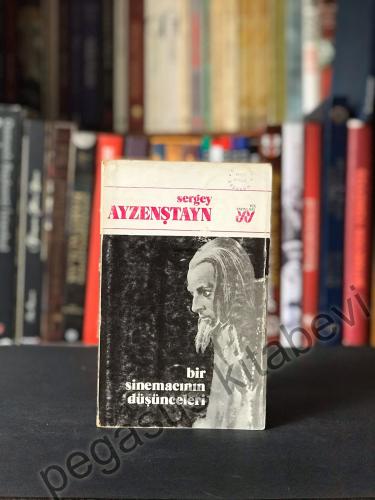 sergey
AYZENŞTAYN
bir
sinemacının
düşünceleri
pegasus kitabevi